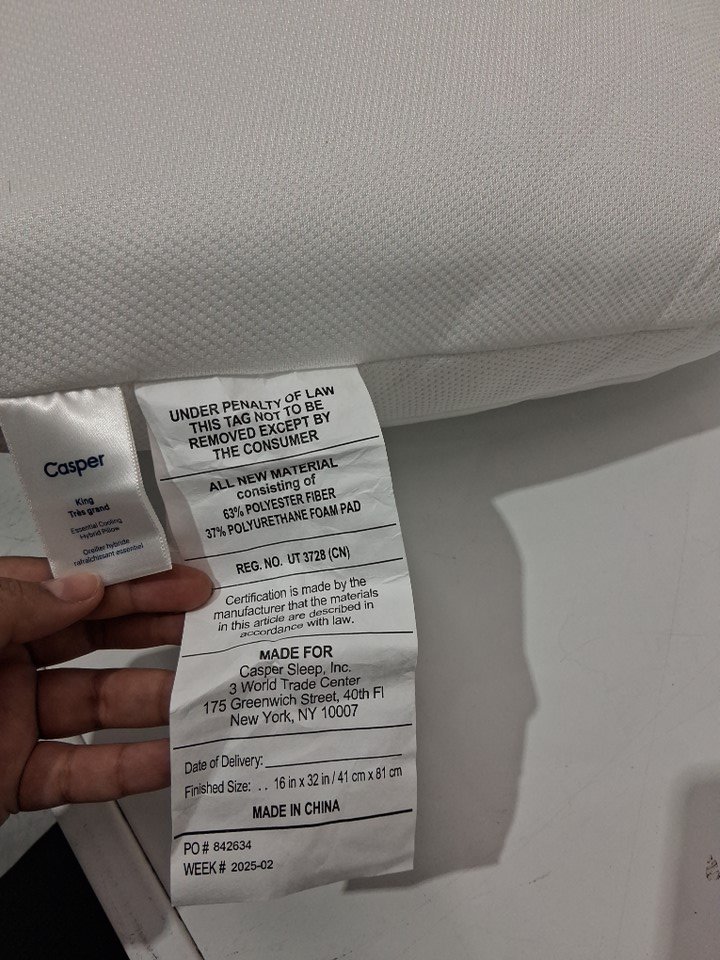 Casper
King
Très grand
Essential Cooling
Hybrid Pillow
Oreiller hybride
rafraîchissant essentiel
UNDER PENALTY OF LAW
THIS TAG NOT TO BE
REMOVED EXCEPT BY
THE CONSUMER
ALL NEW MATERIAL
consisting of
63% POLYESTER FIBER
37% POLYURETHANE FOAM PAD
REG. NO. UT 3728 (CN)
Certification is made by the
manufacturer that the materials
in this article are described in
accordance with law.
MADE FOR
Casper Sleep, Inc.
3 World Trade Center
175 Greenwich Street, 40th Fl
New York, NY 10007
Date of Delivery:
Finished Size: .. 16 in x 32 in / 41 cm x 81 cm
MADE IN CHINA
PO # 842634
WEEK # 2025-02